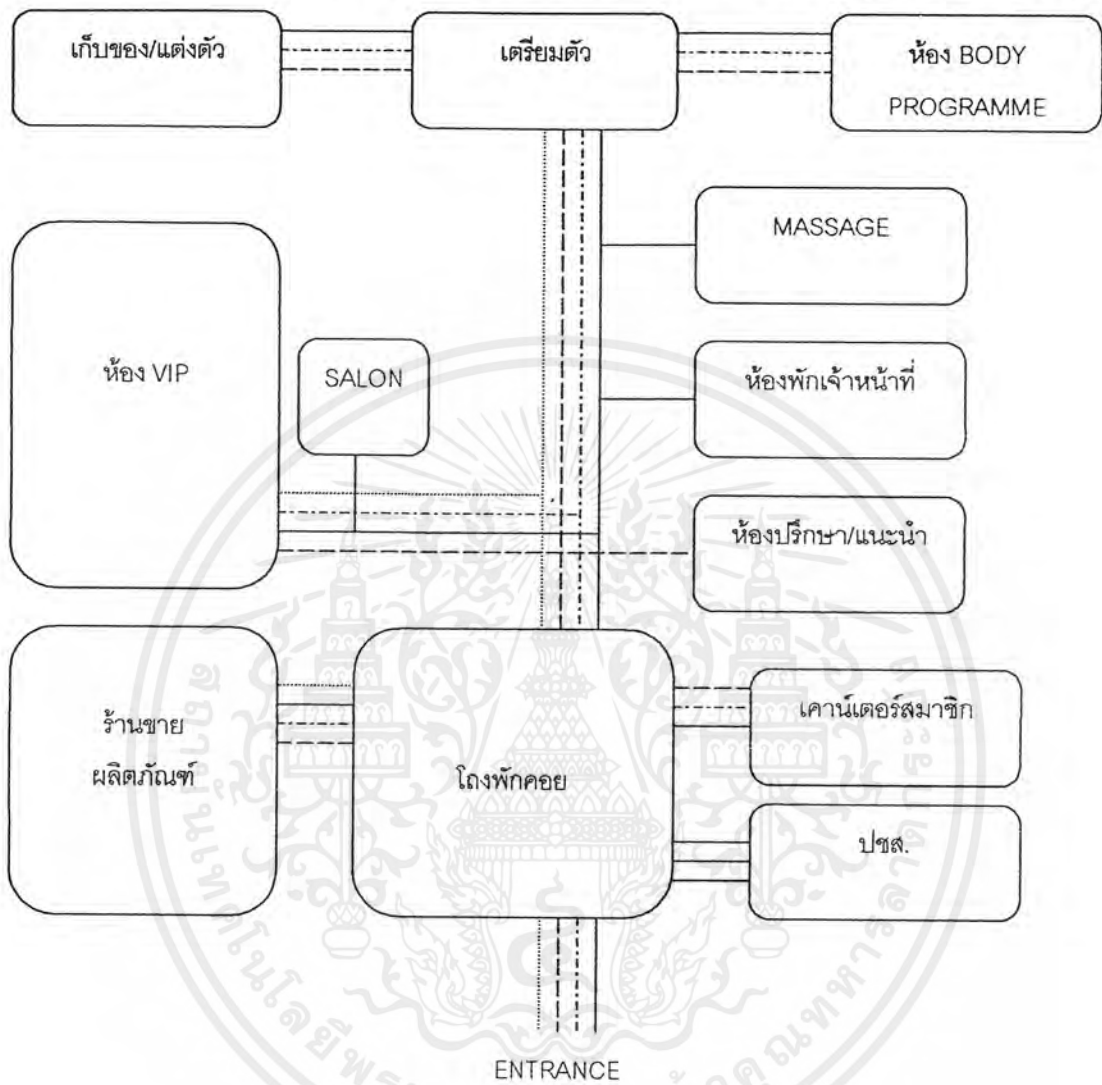 เก็บของ/แต่งตัว
เตรียมตัว
ห้อง BODY
PROGRAMME
MASSAGE
ห้อง VIP
SALON
ห้องพักเจ้าหน้าที่
ห้องปรึกษา/แนะนำ
ร้านขาย
ผลิตภัณฑ์
โถงพักคอย
เคาน์เตอร์สมาชิก
ปชส.
ENTRANCE